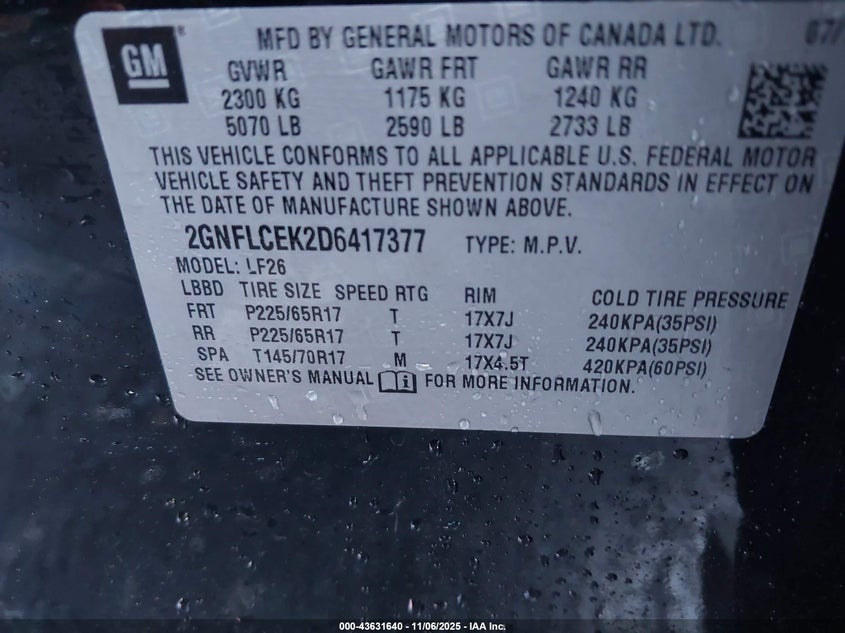 GM ®
MFD BY GENERAL MOTORS OF CANADA LTD. 07/
GVWR GAWR FRT GAWR RR
2300 KG 1175 KG 1240 KG
5070 LB 2590 LB 2733 LB
THIS VEHICLE CONFORMS TO ALL APPLICABLE U.S. FEDERAL MOTOR
VEHICLE SAFETY AND THEFT PREVENTION STANDARDS IN EFFECT ON
THE DATE OF MANUFACTURE SHOWN ABOVE.
2GNFLCEK2D6417377 TYPE: M.P.V.
MODEL: LF26
LBBD TIRE SIZE SPEED RTG RIM COLD TIRE PRESSURE
FRT P225/65R17 T 17X7J 240KPA(35PSI)
RR P225/65R17 T 17X7J 240KPA(35PSI)
SPA T145/70R17 M 17X4.5T 420KPA(60PSI)
SEE OWNER'S MANUAL FOR MORE INFORMATION.
000-43631640 - 11/06/2025 - IAA Inc.